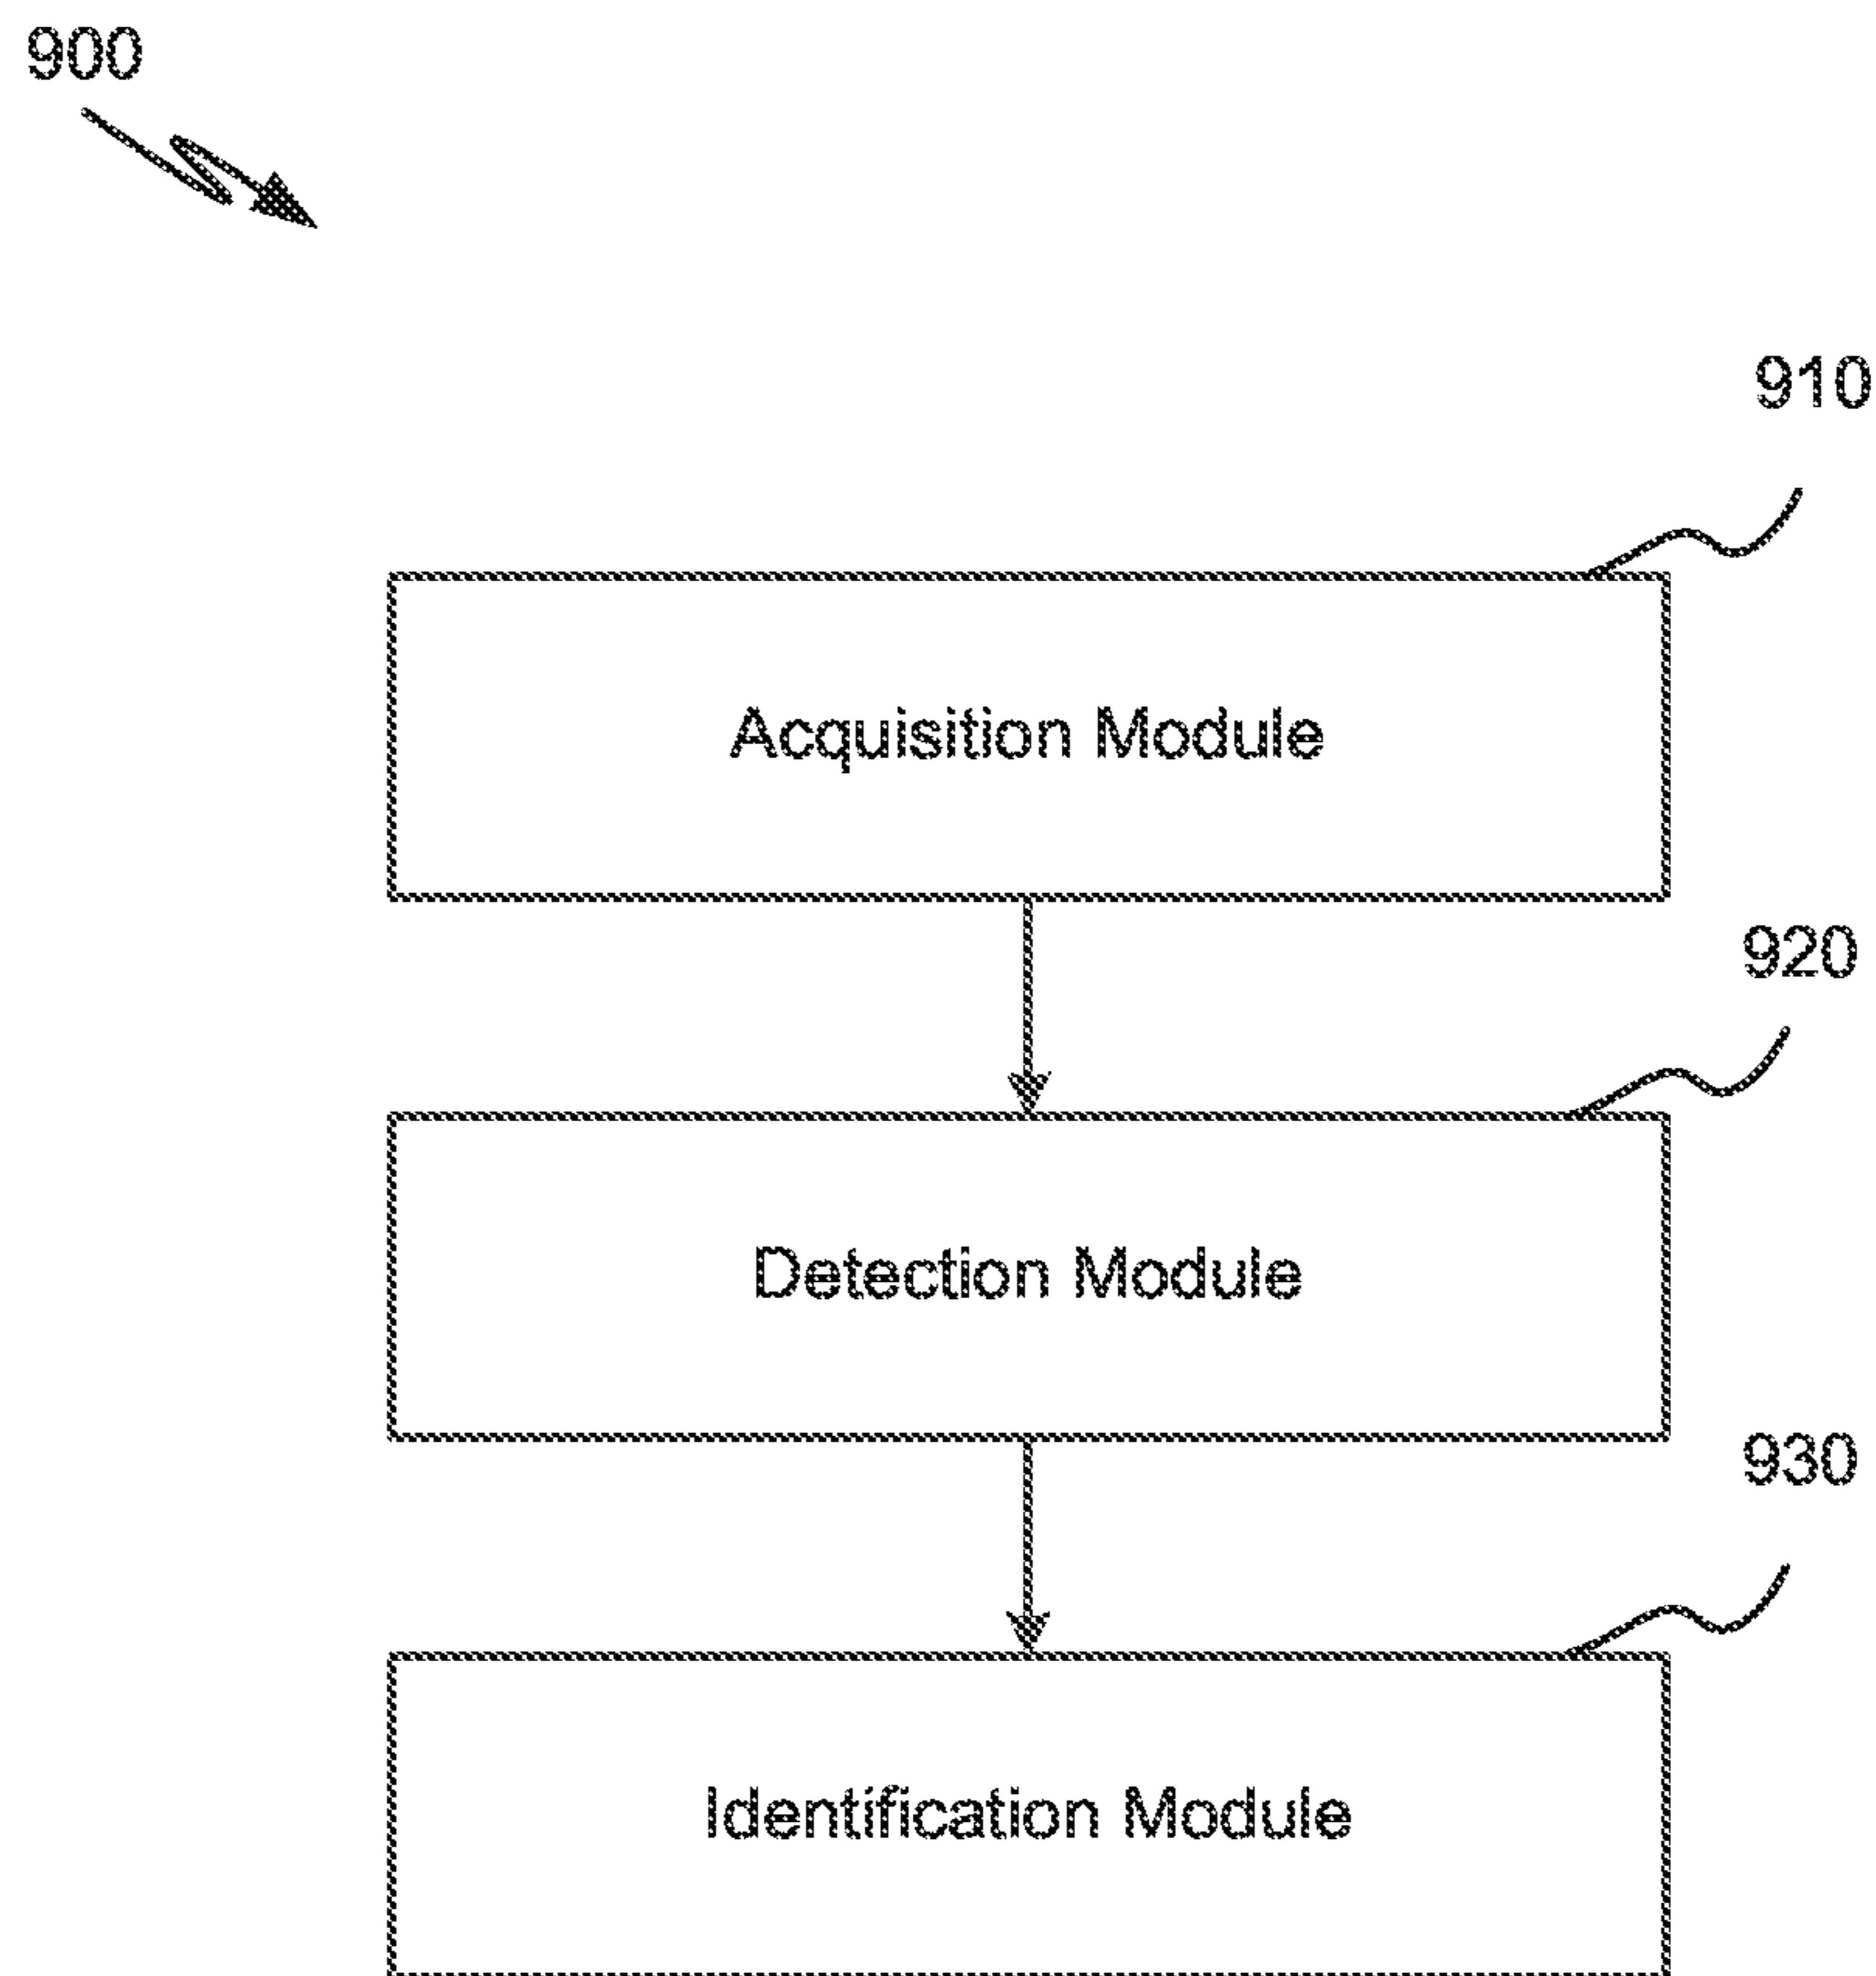 900
910
Acquisition Module
920
Detection Module
930
Identification Module